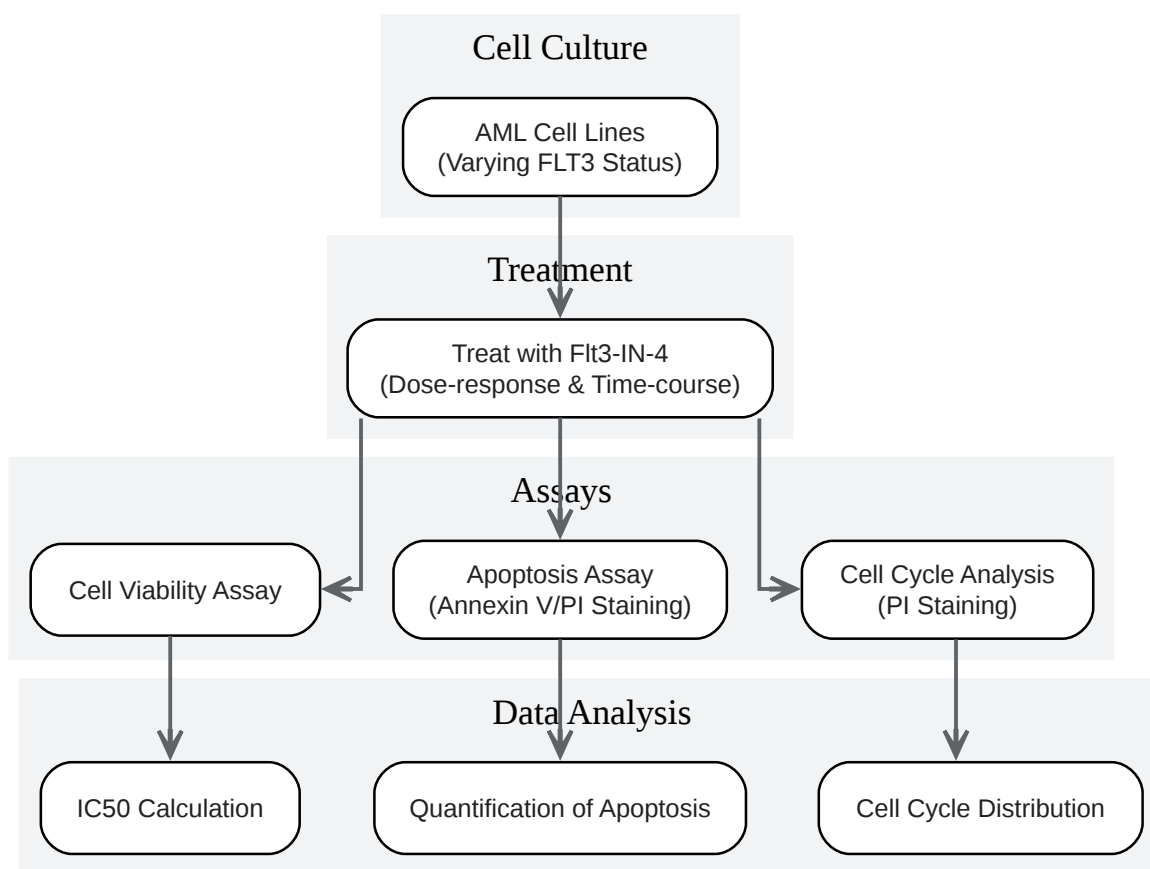 Cell Culture
AML Cell Lines
(Varying FLT3 Status)
Treatment
Treat with Flt3-IN-4
(Dose-response & Time-course)
Assays
Cell Viability Assay
Apoptosis Assay
(Annexin V/PI Staining)
Cell Cycle Analysis
(PI Staining)
Data Analysis
IC50 Calculation
Quantification of Apoptosis
Cell Cycle Distribution